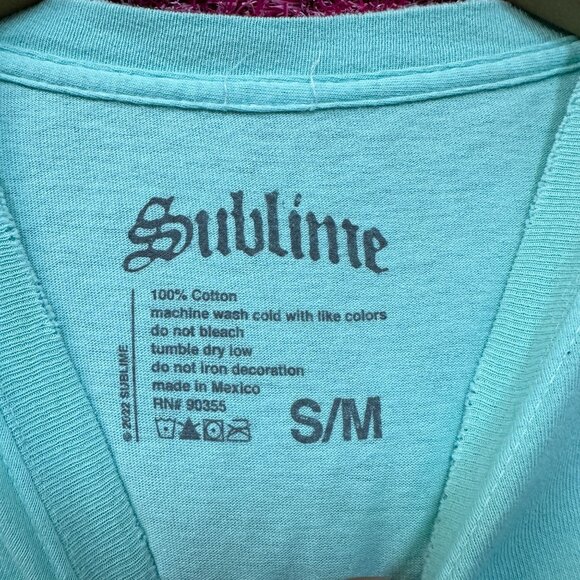 Sublime
100% Cotton
machine wash cold with like colors
do not bleach
tumble dry low
do not iron decoration
made in Mexico
RN# 90355
© 2022 SUBLIME
S/M